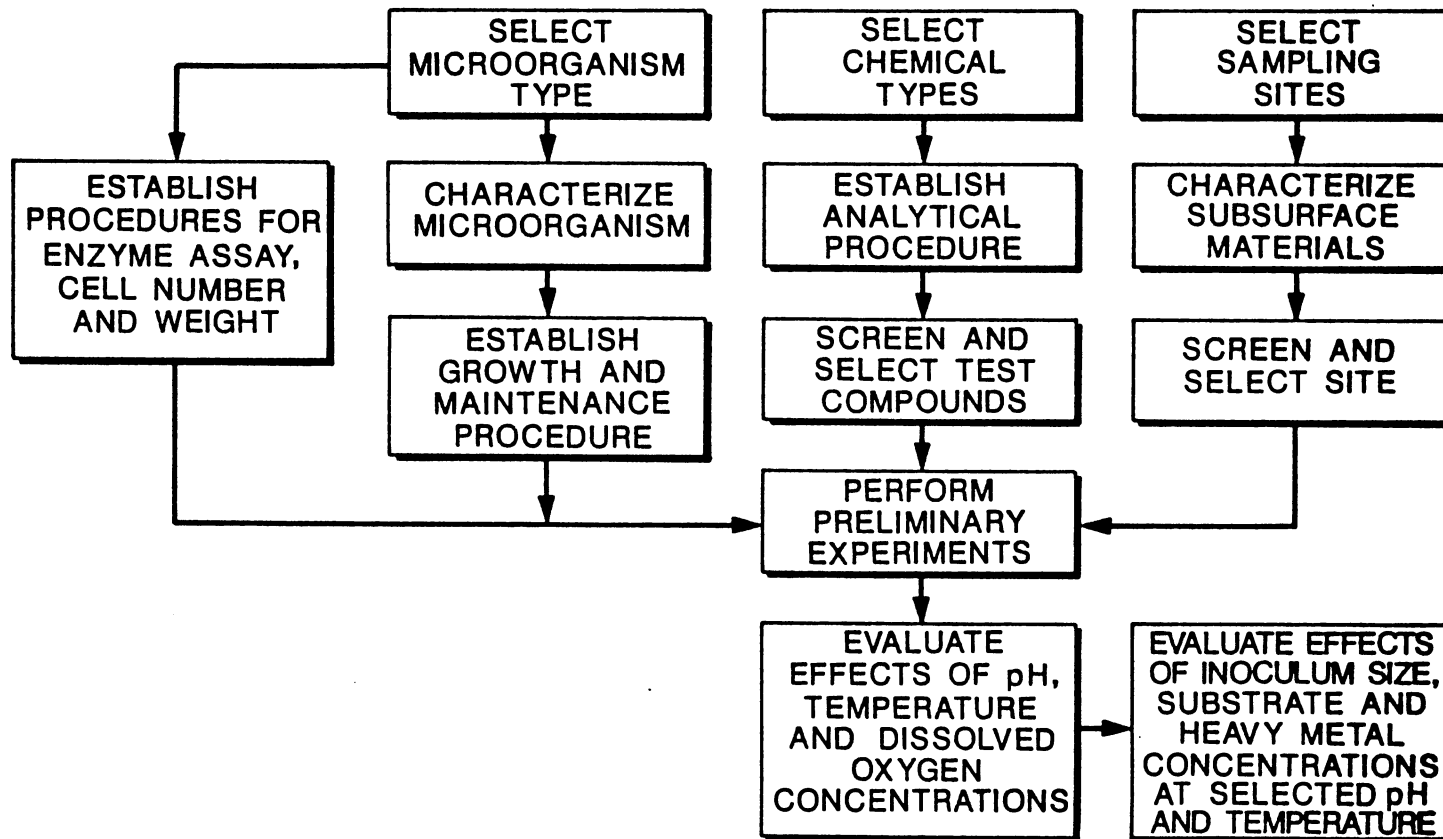 SELECT
MICROORGANISM
TYPE
SELECT
CHEMICAL
TYPES
SELECT
SAMPLING
SITES
ESTABLISH
PROCEDURES FOR
ENZYME ASSAY,
CELL NUMBER
AND WEIGHT
CHARACTERIZE
MICROORGANISM
ESTABLISH
ANALYTICAL
PROCEDURE
CHARACTERIZE
SUBSURFACE
MATERIALS
ESTABLISH
GROWTH AND
MAINTENANCE
PROCEDURE
SCREEN AND
SELECT TEST
COMPOUNDS
SCREEN AND
SELECT SITE
PERFORM
PRELIMINARY
EXPERIMENTS
EVALUATE
EFFECTS OF pH,
TEMPERATURE
AND DISSOLVED
OXYGEN
CONCENTRATIONS
EVALUATE EFFECTS
OF INOCULUM SIZE,
SUBSTRATE AND
HEAVY METAL
CONCENTRATIONS
AT SELECTED pH
AND TEMPERATURE